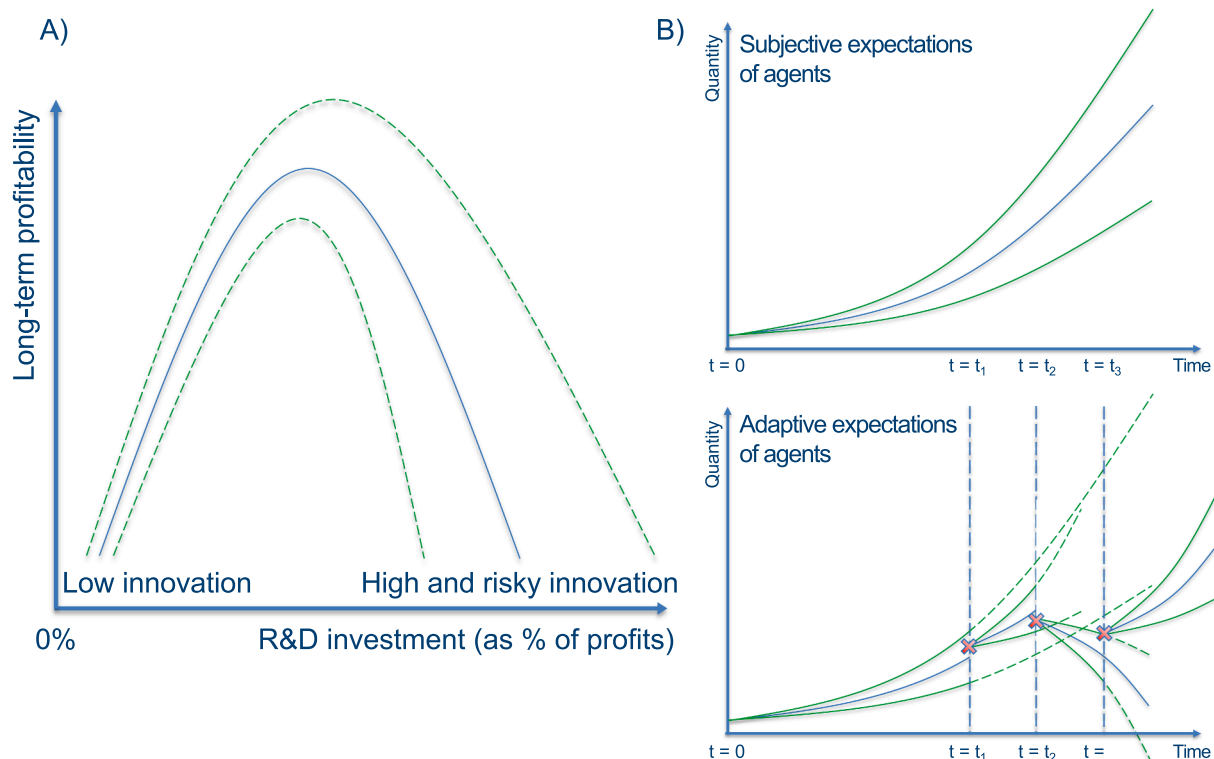 A)
Long-term profitability
Low innovation
High and risky innovation
0%
R&D investment (as % of profits)
B)
Quantity
Subjective expectations
of agents
t = 0
t = t₁
t = t₂
t = t₃
Time
Quantity
Adaptive expectations
of agents
t = 0
t = t₁
t = t₂
t =
Time